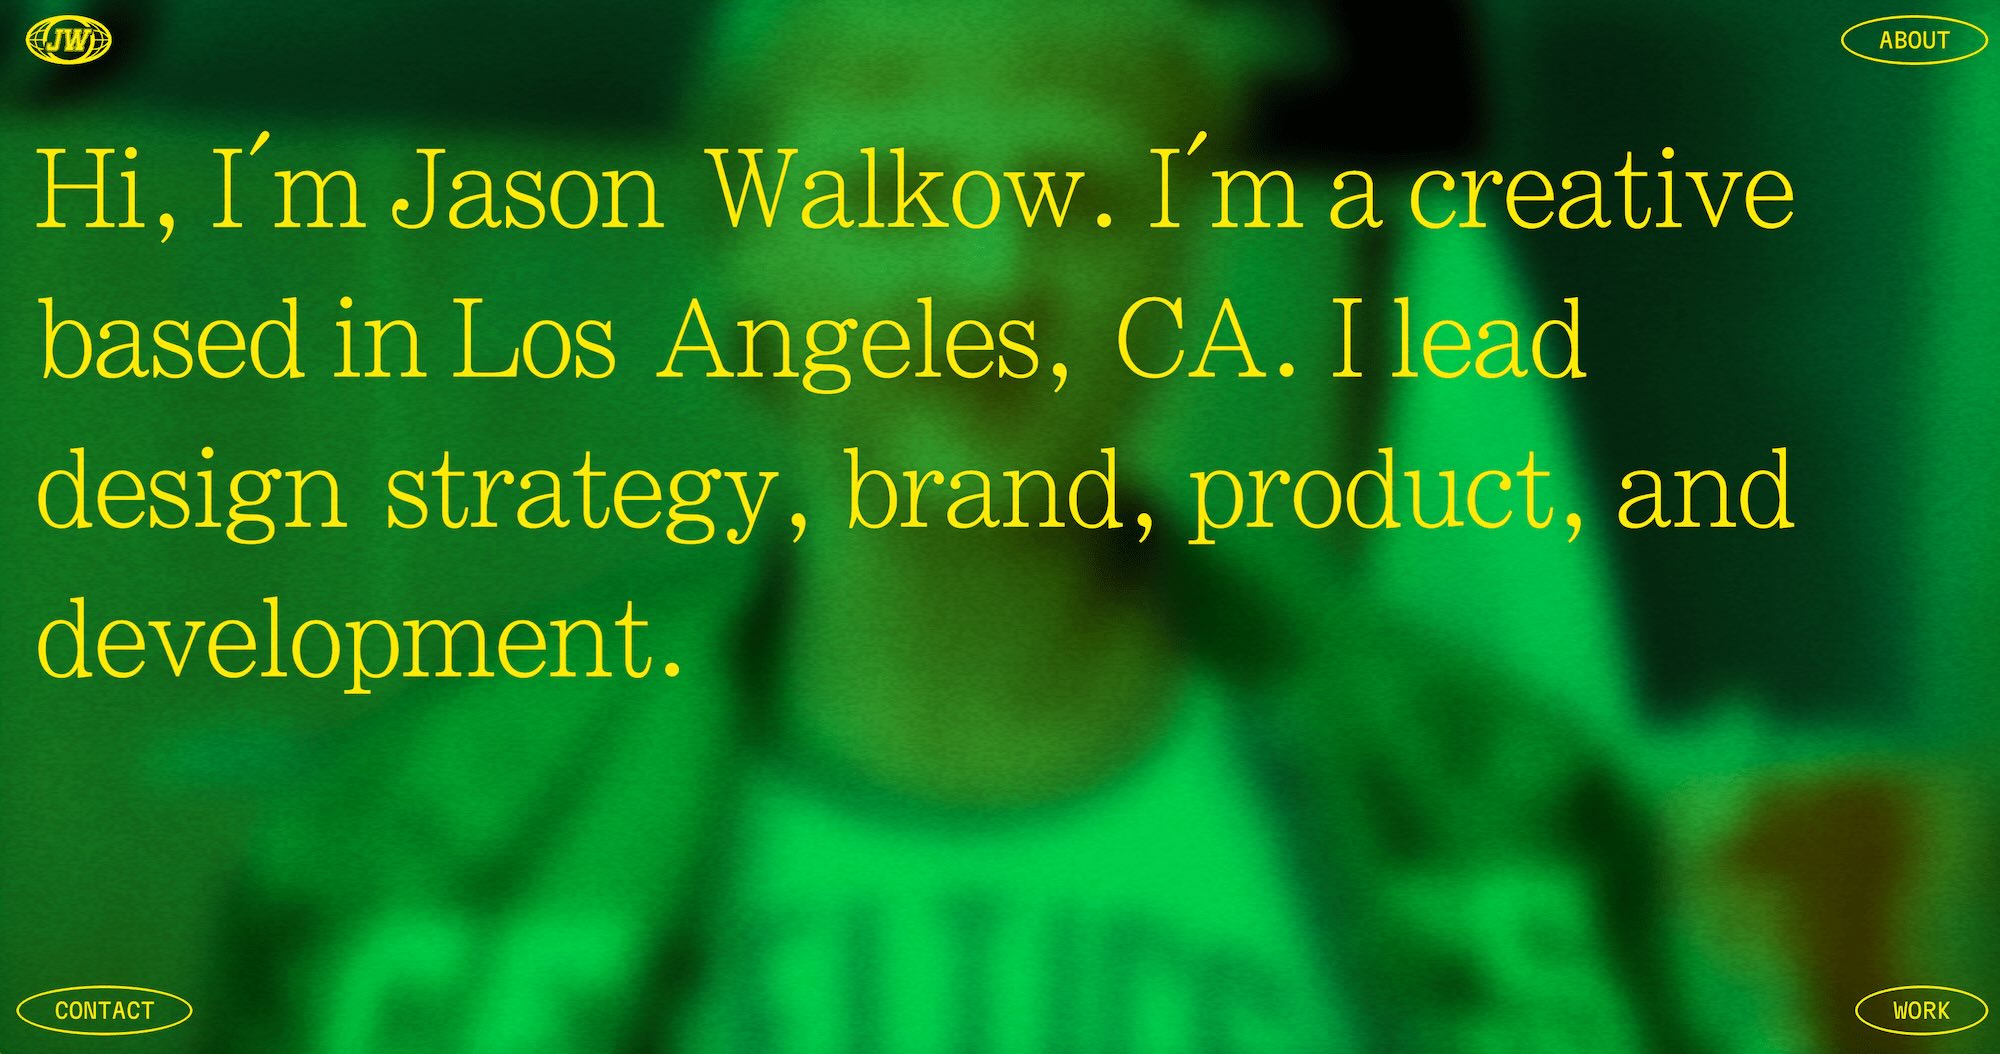 JW
ABOUT
Hi, I´m Jason Walkow. I´m a creative
based in Los Angeles, CA. I lead
design strategy, brand, product, and
development.
CONTACT
WORK